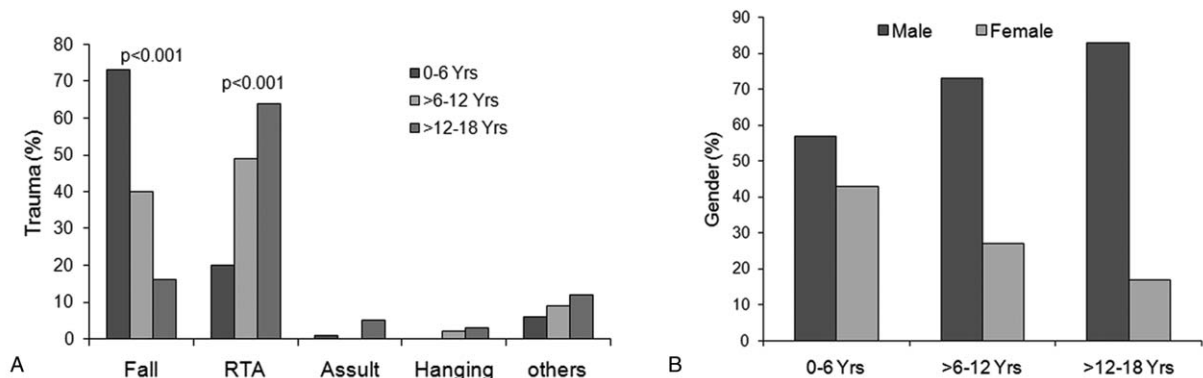 80
70
60
50
40
30
20
10
0
Trauma (%)
p<0.001
p<0.001
0-6 Yrs
>6-12 Yrs
>12-18 Yrs
Fall RTA Assult Hanging others
A
90
80
70
60
50
40
30
20
10
0
Gender (%)
Male Female
0-6 Yrs >6-12 Yrs >12-18 Yrs
B